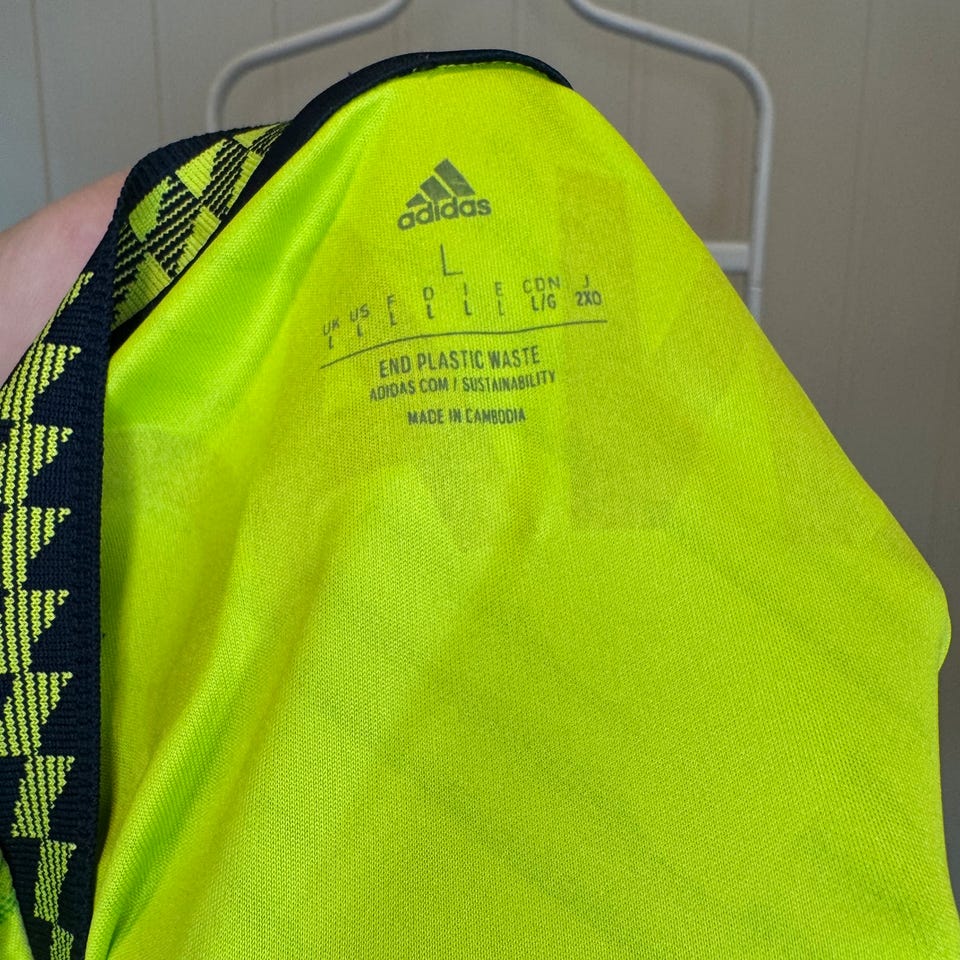 adidas
L
UK US F D I E CDN J
L L L L L L L/G 2XO
END PLASTIC WASTE
ADIDAS.COM / SUSTAINABILITY
MADE IN CAMBODIA